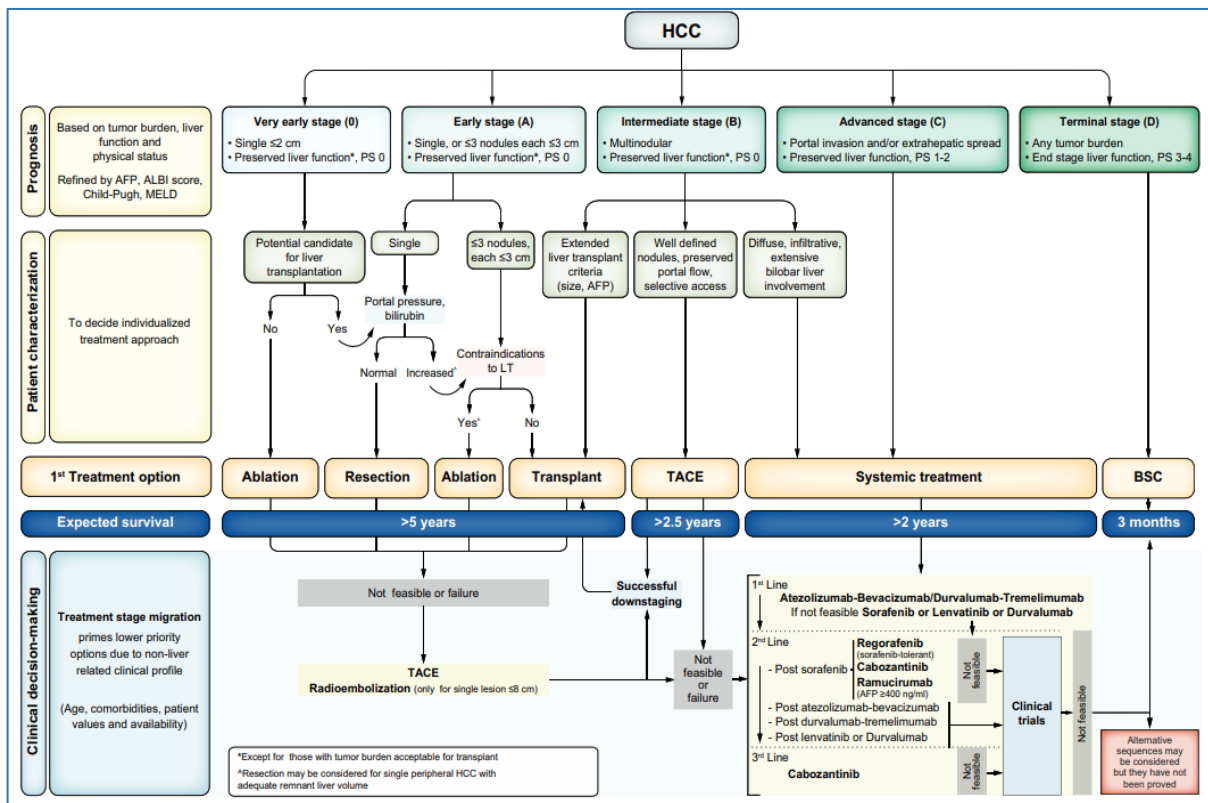 HCC
Prognosis
Based on tumor burden, liver
function and
physical status
Refined by AFP, ALBI score,
Child-Pugh, MELD
Very early stage (0)
• Single ≤2 cm
• Preserved liver function*, PS 0
Early stage (A)
• Single, or ≤3 nodules each ≤3 cm
• Preserved liver function*, PS 0
Intermediate stage (B)
• Multinodular
• Preserved liver function*, PS 0
Advanced stage (C)
• Portal invasion and/or extrahepatic spread
• Preserved liver function, PS 1-2
Terminal stage (D)
• Any tumor burden
• End stage liver function, PS 3-4
Patient characterization
To decide individualized
treatment approach
Potential candidate
for liver
transplantation
Single
≤3 nodules,
each ≤3 cm
Extended
liver transplant
criteria
(size, AFP)
Well defined
nodules, preserved
portal flow,
selective access
Diffuse, infiltrative,
extensive
bilobar liver
involvement
Portal pressure,
bilirubin
No
Yes
Contraindications
to LT
Normal
Increased^
Yes^
No
1st Treatment option
Ablation
Resection
Ablation
Transplant
TACE
Systemic treatment
BSC
Expected survival
>5 years
>2.5 years
>2 years
3 months
Clinical decision-making
Treatment stage migration
primes lower priority
options due to non-liver
related clinical profile
(Age, comorbidities, patient
values and availability)
Not feasible or failure
Successful
downstaging
TACE
Radioembolization (only for single lesion ≤8 cm)
Not
feasible
or
failure
1st Line
Atezolizumab-Bevacizumab/Durvalumab-Tremelimumab
If not feasible Sorafenib or Lenvatinib or Durvalumab
2nd Line
- Post sorafenib
Regorafenib
(sorafenib-tolerant)
Cabozantinib
Ramucirumab
(AFP ≥400 ng/ml)
- Post atezolizumab-bevacizumab
- Post durvalumab-tremelimumab
- Post lenvatinib or Durvalumab
3rd Line
Cabozantinib
Not
feasible
Not
feasible
Clinical
trials
Not feasible
Alternative
sequences may
be considered
but they have not
been proved
*Except for those with tumor burden acceptable for transplant
^Resection may be considered for single peripheral HCC with
adequate remnant liver volume